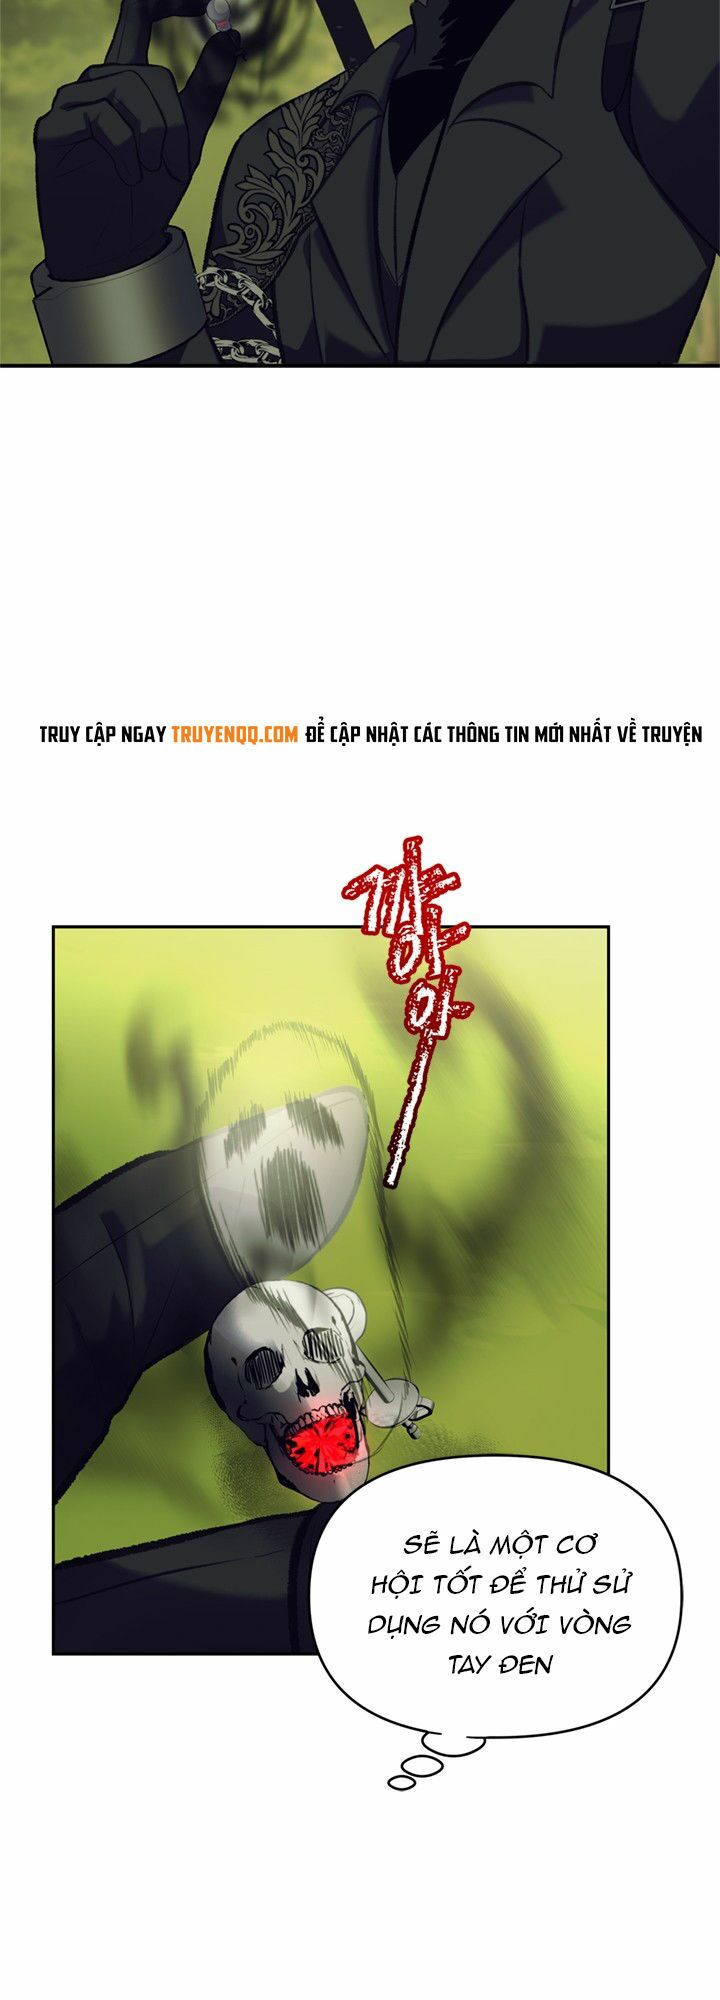 TRUY CẬP NGAY TRUYENQQ.COM ĐỂ CẬP NHẬT CÁC THÔNG TIN MỚI NHẤT VỀ TRUYỆN
까아아
SẼ LÀ MỘT CƠ
HỘI TỐT ĐỂ THỬ SỬ
DỤNG NÓ VỚI VÒNG
TAY ĐEN